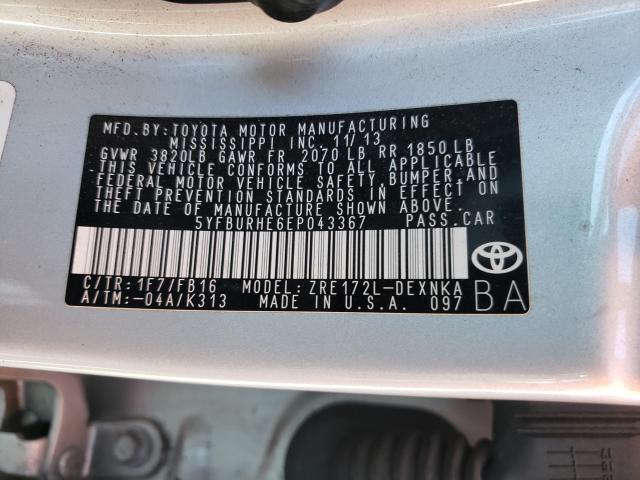 MFD. BY: TOYOTA MOTOR MANUFACTURING
MISSISSIPPI INC. 11/13
GVWR 3820LB GAWR FR 2070 LB RR 1850 LB
THIS VEHICLE CONFORMS TO ALL APPLICABLE
FEDERAL MOTOR VEHICLE SAFETY, BUMPER AND
THEFT PREVENTION STANDARDS IN EFFECT ON
THE DATE OF MANUFACTURE SHOWN ABOVE.
5YFBURHE6EP043367 PASS.CAR
C/TR: 1F7/FB16 MODEL: ZRE172L-DEXNKA
A/TM:-04A/K313 MADE IN U.S.A. 097
BA